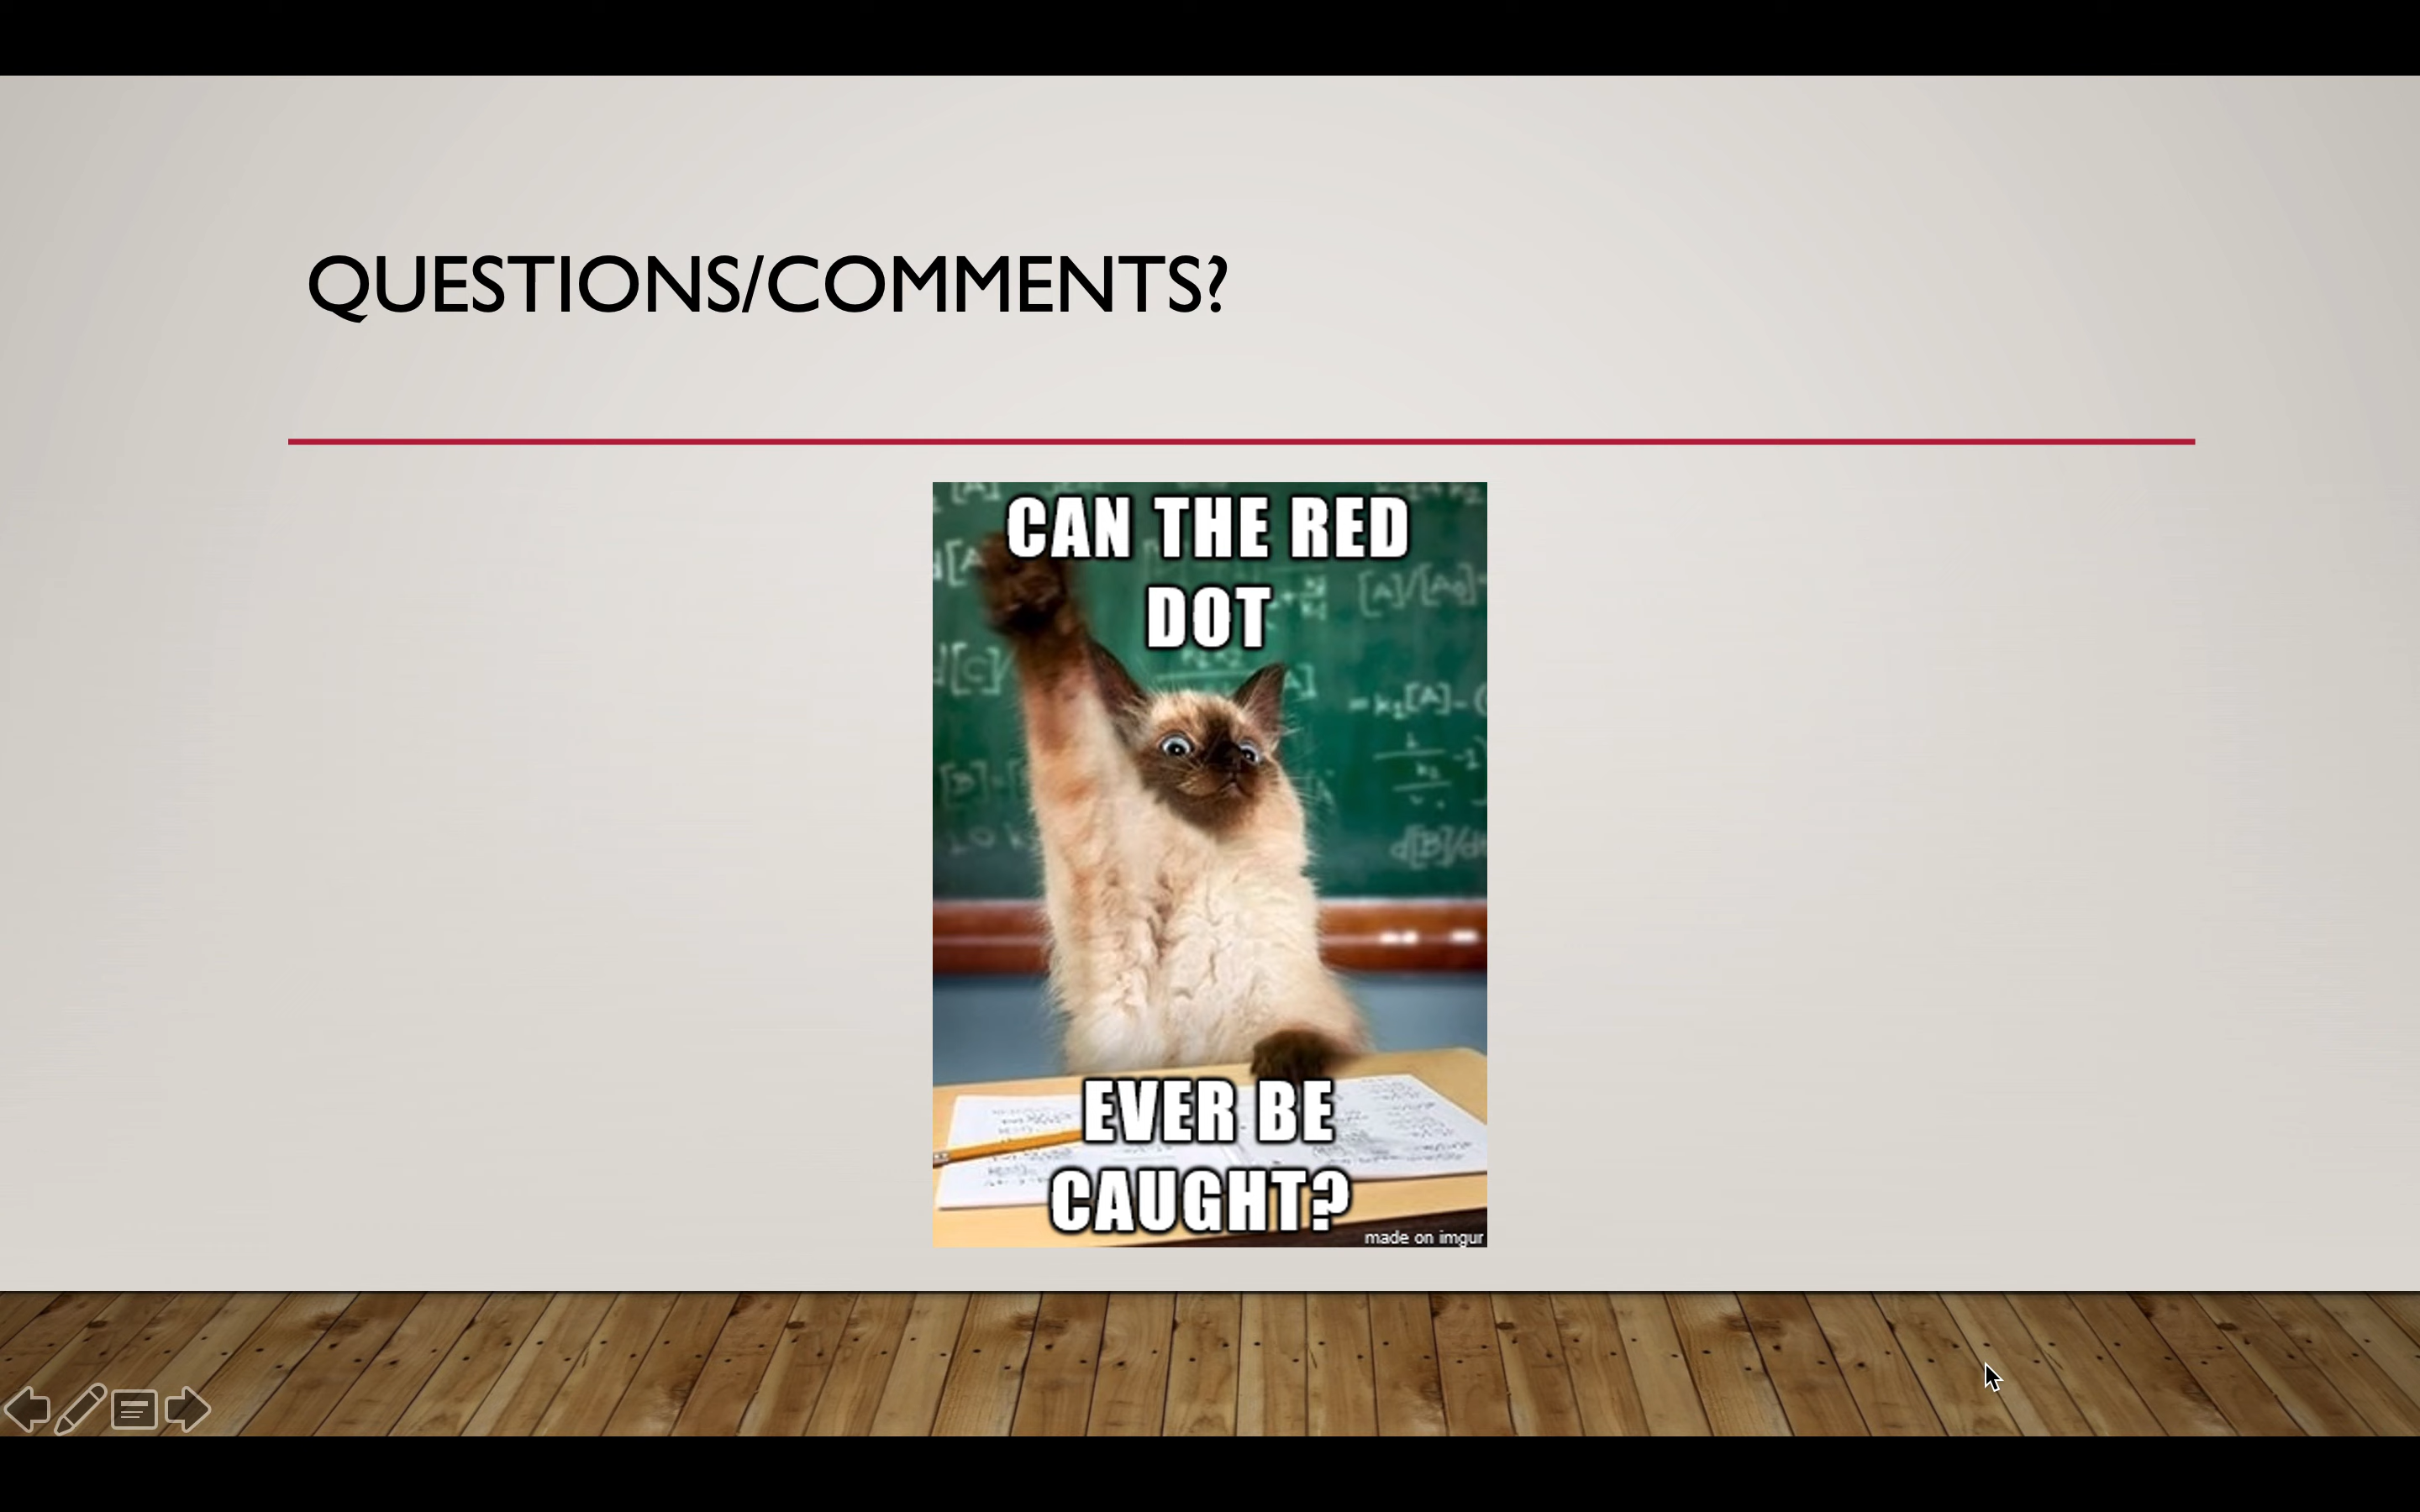 QUESTIONS/COMMENTS?
CAN THE RED
DOT
EVER BE
CAUGHT?
made on imgur